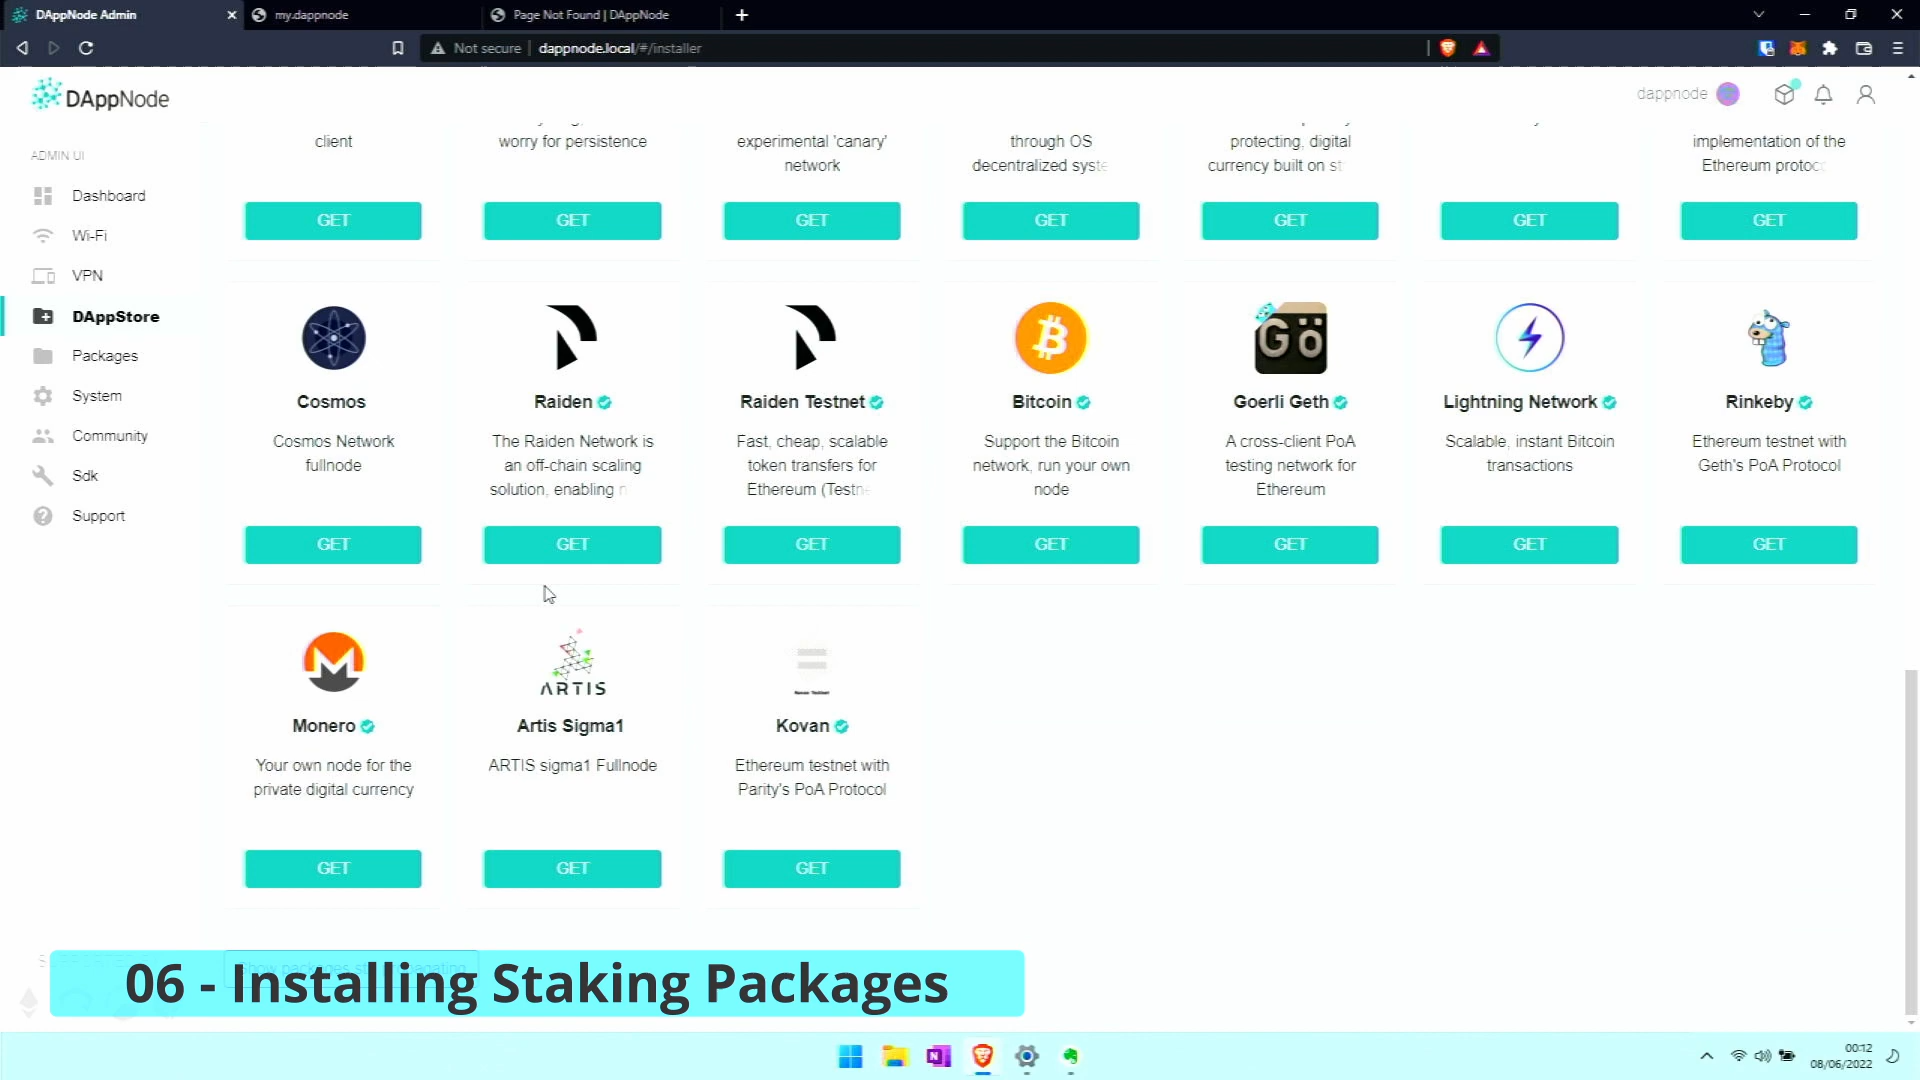 DAppNode Admin
my.dappnode
Page Not Found | DAppNode
Not secure
dappnode.local/#/installer
DAppNode
dappnode
ADMIN UI
Dashboard
Wi-Fi
VPN
DAppStore
Packages
System
Community
Sdk
Support
client
worry for persistence
experimental 'canary'
network
through OS
decentralized syste
protecting, digital
currency built on st
implementation of the
Ethereum protoc
GET
GET
GET
GET
GET
GET
GET
Cosmos
Cosmos Network
fullnode
GET
Raiden
The Raiden Network is
an off-chain scaling
solution, enabling n
GET
Raiden Testnet
Fast, cheap, scalable
token transfers for
Ethereum (Testn
GET
Bitcoin
Support the Bitcoin
network, run your own
node
GET
Gö
Goerli Geth
A cross-client PoA
testing network for
Ethereum
GET
Lightning Network
Scalable, instant Bitcoin
transactions
GET
Rinkeby
Ethereum testnet with
Geth's PoA Protocol
GET
Monero
Your own node for the
private digital currency
GET
ARTIS
Artis Sigma1
ARTIS sigma1 Fullnode
GET
Kovan Testnet
Kovan
Ethereum testnet with
Parity's PoA Protocol
GET
06 - Installing Staking Packages
00:12
08/06/2022